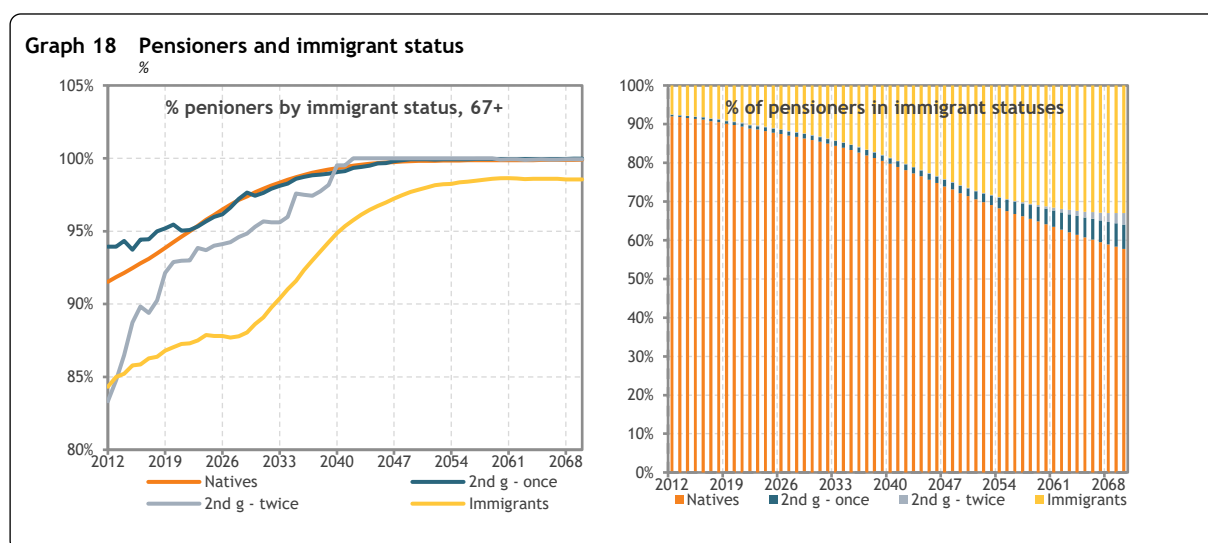 Graph 18 Pensioners and immigrant status
%
% penioners by immigrant status, 67+
105%
100%
95%
90%
85%
80%
2012 2019 2026 2033 2040 2047 2054 2061 2068
Natives 2nd g - once
2nd g - twice Immigrants
% of pensioners in immigrant statuses
100%
90%
80%
70%
60%
50%
40%
30%
20%
10%
0%
2012 2019 2026 2033 2040 2047 2054 2061 2068
Natives 2nd g - once 2nd g - twice Immigrants